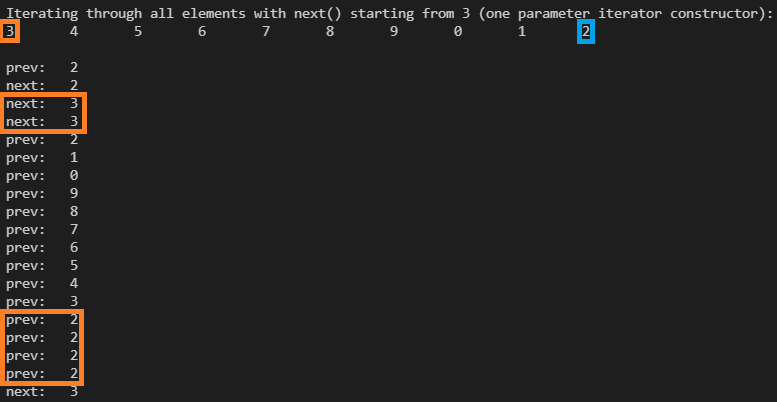 Iterating through all elements with next() starting from 3 (one parameter iterator constructor):
3 4 5 6 7 8 9 0 1 2
prev: 2
next: 2
next: 3
next: 3
prev: 2
prev: 1
prev: 0
prev: 9
prev: 8
prev: 7
prev: 6
prev: 5
prev: 4
prev: 3
prev: 2
prev: 2
prev: 2
prev: 2
next: 3